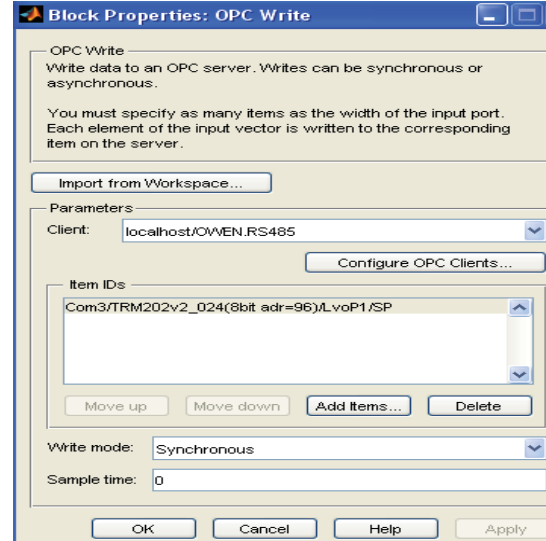 Block Properties: OPC Write
OPC Write
Write data to an OPC server. Writes can be synchronous or
asynchronous.
You must specify as many items as the width of the input port.
Each element of the input vector is written to the corresponding
item on the server.
Import from Workspace...
Parameters
Client: localhost/OWEN.RS485
Configure OPC Clients...
Item IDs
Com3/TRM202v2_024(8bit adr=96)/LvoP1/SP
Move up Move down Add Items... Delete
Write mode: Synchronous
Sample time: 0
OK Cancel Help Apply